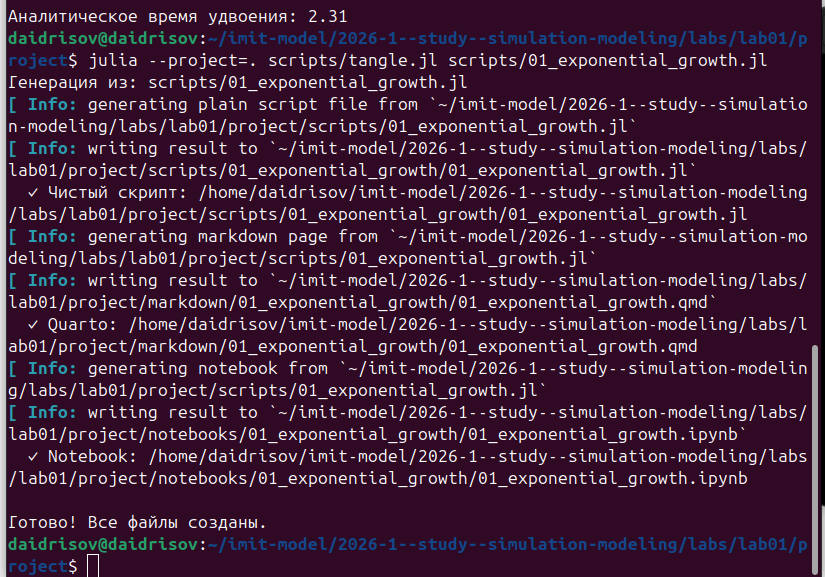 Аналитическое время удвоения: 2.31
daidrisov@daidrisov:~/imit-model/2026-1--study--simulation-modeling/labs/lab01/p
roject$ julia --project=. scripts/tangle.jl scripts/01_exponential_growth.jl
Генерация из: scripts/01_exponential_growth.jl
[ Info: generating plain script file from `~/imit-model/2026-1--study--simulatio
n-modeling/labs/lab01/project/scripts/01_exponential_growth.jl`
[ Info: writing result to `~/imit-model/2026-1--study--simulation-modeling/labs/
lab01/project/scripts/01_exponential_growth/01_exponential_growth.jl`
  ✓ Чистый скрипт: /home/daidrisov/imit-model/2026-1--study--simulation-modeling
/labs/lab01/project/scripts/01_exponential_growth/01_exponential_growth.jl
[ Info: generating markdown page from `~/imit-model/2026-1--study--simulation-mo
deling/labs/lab01/project/scripts/01_exponential_growth.jl`
[ Info: writing result to `~/imit-model/2026-1--study--simulation-modeling/labs/
lab01/project/markdown/01_exponential_growth/01_exponential_growth.qmd`
  ✓ Quarto: /home/daidrisov/imit-model/2026-1--study--simulation-modeling/labs/l
ab01/project/markdown/01_exponential_growth/01_exponential_growth.qmd
[ Info: generating notebook from `~/imit-model/2026-1--study--simulation-modelin
g/labs/lab01/project/scripts/01_exponential_growth.jl`
[ Info: writing result to `~/imit-model/2026-1--study--simulation-modeling/labs/
lab01/project/notebooks/01_exponential_growth/01_exponential_growth.ipynb`
  ✓ Notebook: /home/daidrisov/imit-model/2026-1--study--simulation-modeling/labs
/lab01/project/notebooks/01_exponential_growth/01_exponential_growth.ipynb

Готово! Все файлы созданы.
daidrisov@daidrisov:~/imit-model/2026-1--study--simulation-modeling/labs/lab01/p
roject$